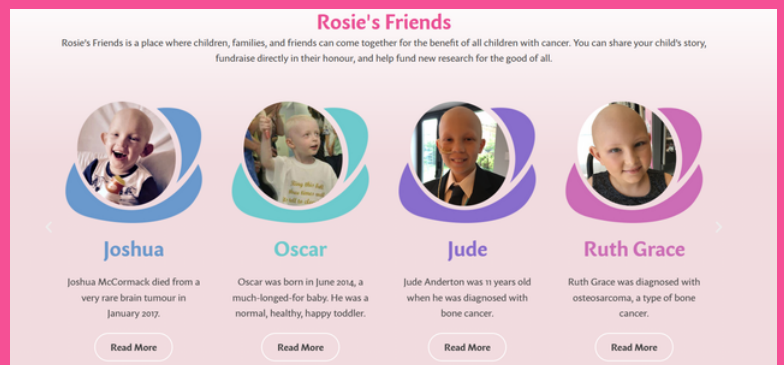 Rosie's Friends
Rosie's Friends is a place where children, families, and friends can come together for the benefit of all children with cancer. You can share your child's story,
fundraise directly in their honour, and help fund new research for the good of all.
Joshua
Joshua McCormack died from a
very rare brain tumour in
January 2017.
Read More
Oscar
Oscar was born in June 2014, a
much-longed-for baby. He was a
normal, healthy, happy toddler.
Read More
Jude
Jude Anderton was 11 years old
when he was diagnosed with
bone cancer.
Read More
Ruth Grace
Ruth Grace was diagnosed with
osteosarcoma, a type of bone
cancer.
Read More